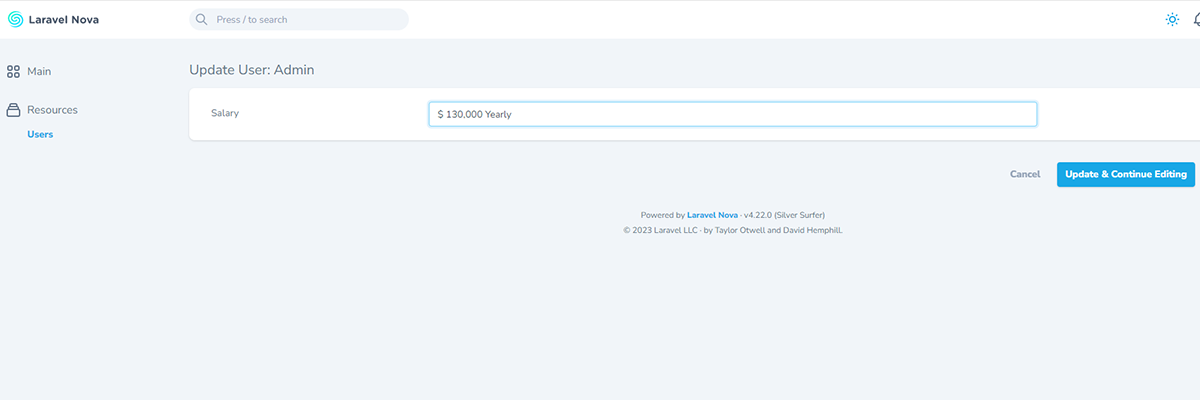 Laravel Nova
Press / to search
Main
Resources
Users
Update User: Admin
Salary
$ 130,000 Yearly
Cancel
Update & Continue Editing
Powered by Laravel Nova · v4.22.0 (Silver Surfer)
© 2023 Laravel LLC · by Taylor Otwell and David Hemphill.